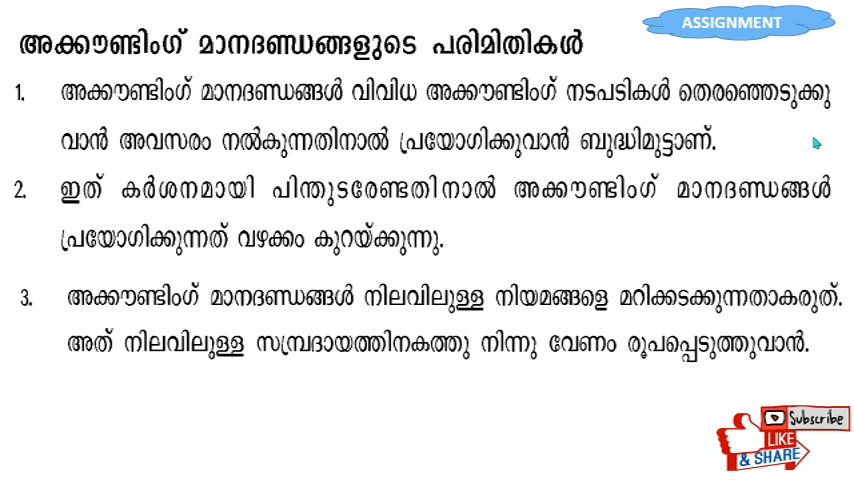 ASSIGNMENT
അക്കൗണ്ടിംഗ് മാനദണ്ഡങ്ങളുടെ പരിമിതികൾ
1. അക്കൗണ്ടിംഗ് മാനദണ്ഡങ്ങൾ വിവിധ അക്കൗണ്ടിംഗ് നടപടികൾ തെരഞ്ഞെടുക്കു
വാൻ അവസരം നൽകുന്നതിനാൽ പ്രയോഗിക്കുവാൻ ബുദ്ധിമുട്ടാണ്.
2. ഇത് കർശനമായി പിന്തുടരേണ്ടതിനാൽ അക്കൗണ്ടിംഗ് മാനദണ്ഡങ്ങൾ
പ്രയോഗിക്കുന്നത് വഴക്കം കുറയ്ക്കുന്നു.
3. അക്കൗണ്ടിംഗ് മാനദണ്ഡങ്ങൾ നിലവിലുള്ള നിയമങ്ങളെ മറികടക്കുന്നതാകരുത്.
അത് നിലവിലുള്ള സമ്പ്രദായത്തിനകത്തു നിന്നു വേണം രൂപപ്പെടുത്തുവാൻ.
Subscribe
LIKE
& SHARE